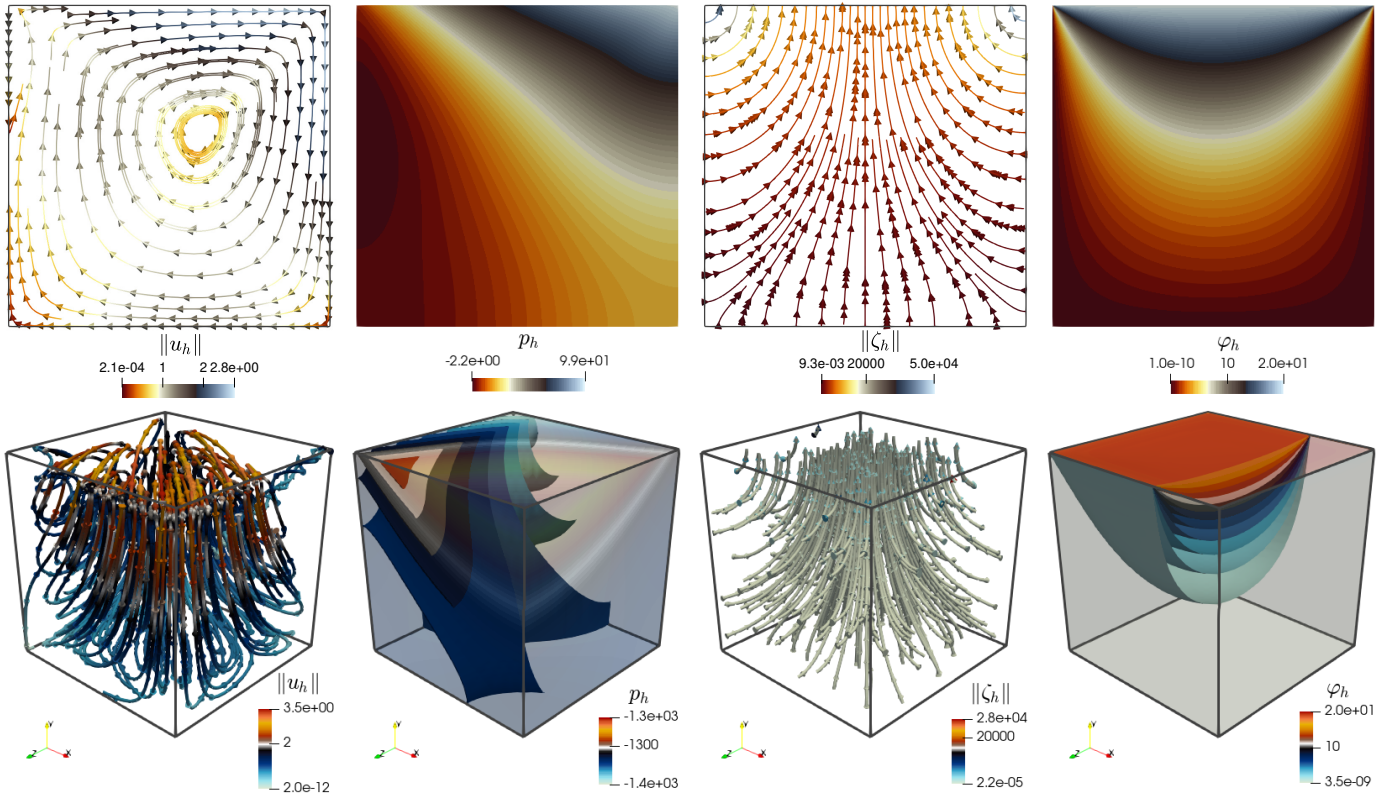 ‖u_h‖
2.1e-04 1 2 2.8e+00
p_h
-2.2e+00 9.9e+01
‖ζ_h‖
9.3e-03 20000 5.0e+04
φ_h
1.0e-10 10 2.0e+01
‖u_h‖
3.5e+00
2
2.0e-12
Y
Z X
p_h
-1.3e+03
-1300
-1.4e+03
Y
Z X
‖ζ_h‖
2.8e+04
20000
2.2e-05
Y
Z X
φ_h
2.0e+01
10
3.5e-09
Y
Z X